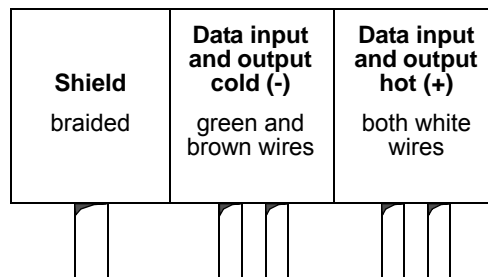 Shield
braided
Data input
and output
cold (-)
green and
brown wires
Data input
and output
hot (+)
both white
wires